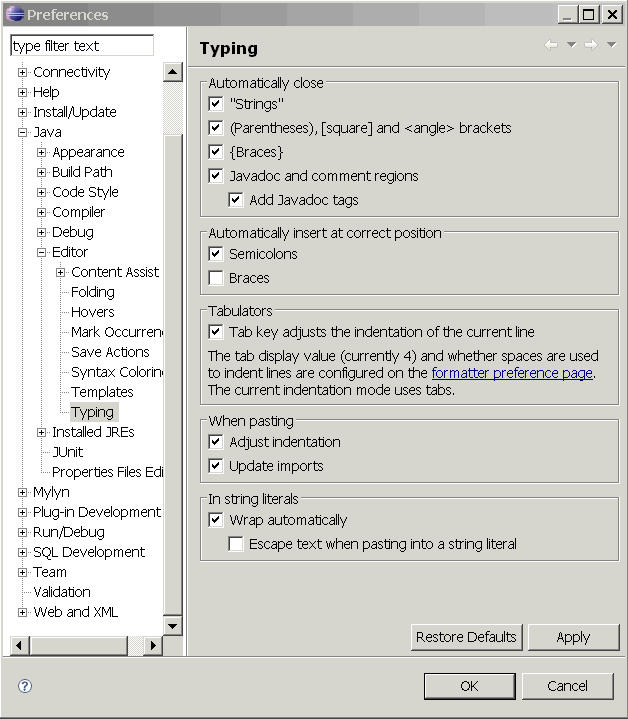 Preferences
type filter text
Connectivity
Help
Install/Update
Java
Appearance
Build Path
Code Style
Compiler
Debug
Editor
Content Assist
Folding
Hovers
Mark Occurren
Save Actions
Syntax Colorin
Templates
Typing
Installed JREs
JUnit
Properties Files Edi
Mylyn
Plug-in Development
Run/Debug
SQL Development
Team
Validation
Web and XML
Typing
Automatically close
"Strings"
(Parentheses), [square] and <angle> brackets
{Braces}
Javadoc and comment regions
Add Javadoc tags
Automatically insert at correct position
Semicolons
Braces
Tabulators
Tab key adjusts the indentation of the current line
The tab display value (currently 4) and whether spaces are used
to indent lines are configured on the formatter preference page.
The current indentation mode uses tabs.
When pasting
Adjust indentation
Update imports
In string literals
Wrap automatically
Escape text when pasting into a string literal
Restore Defaults
Apply
?
OK
Cancel